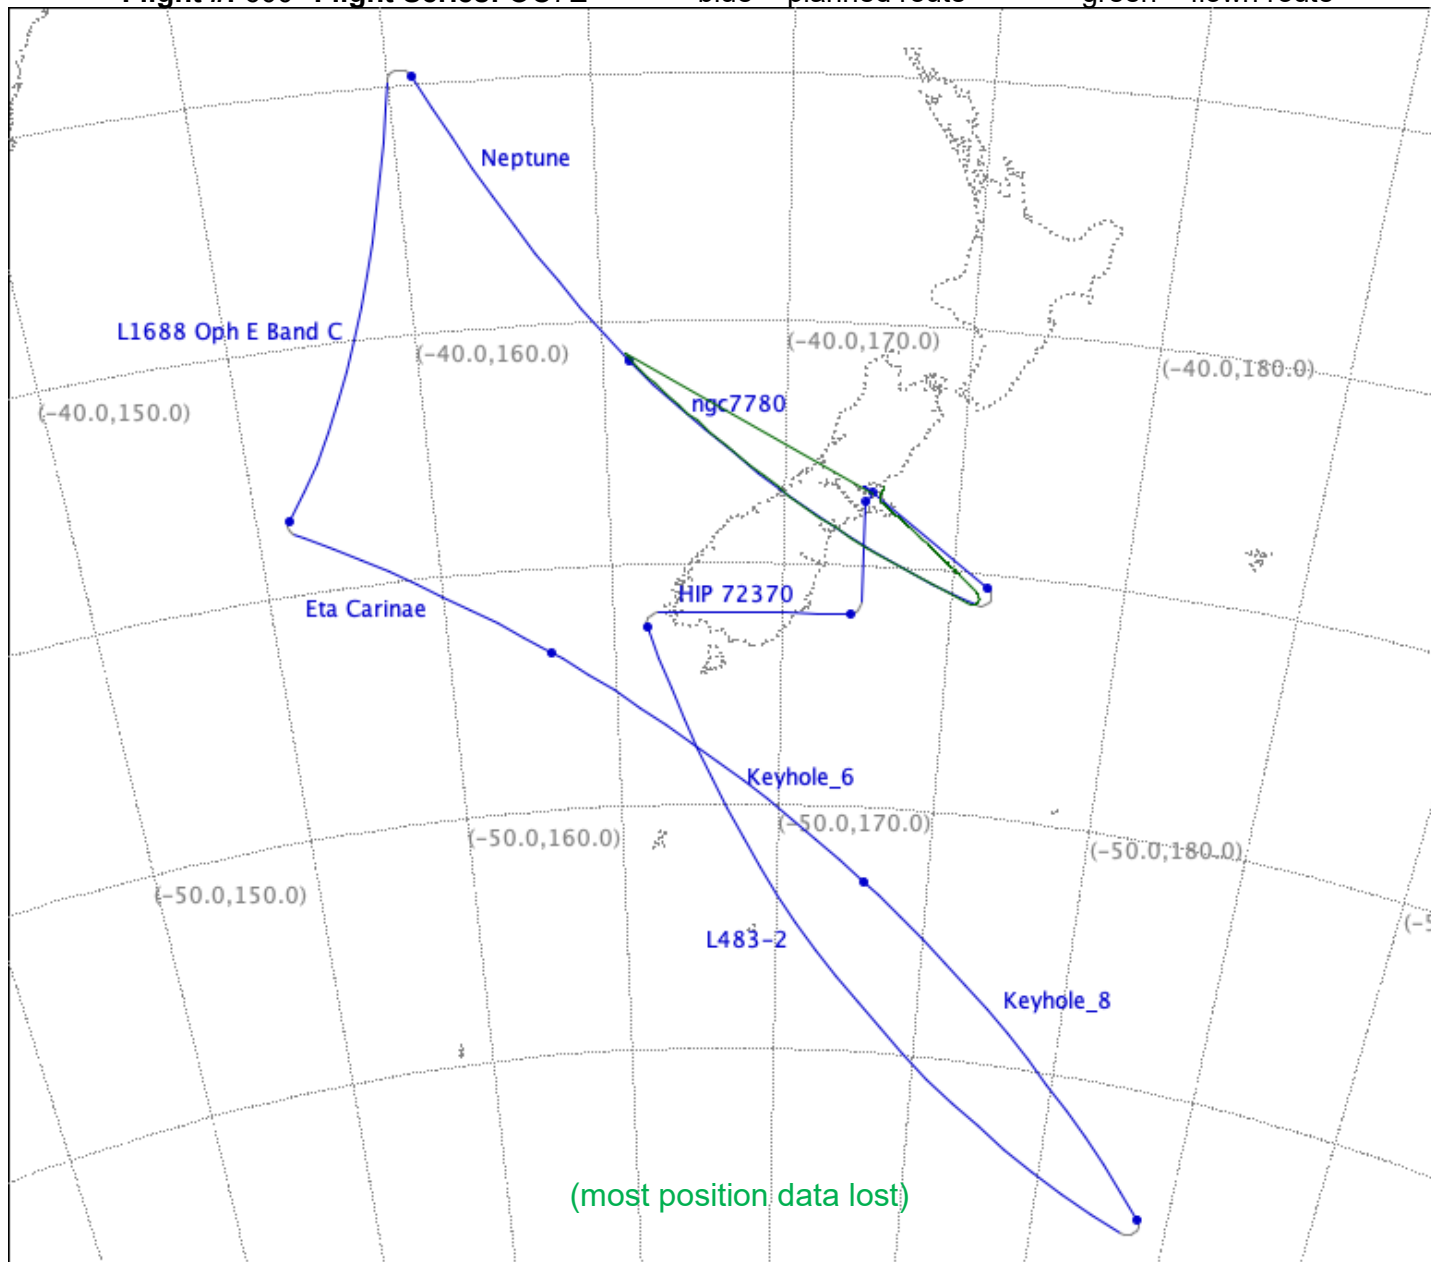 Neptune
L1688 Oph E Band C
(-40.0,160.0)
(-40.0,170.0)
(-40.0,180.0)
(-40.0,150.0)
ngc7780
HIP 72370
Eta Carinae
Keyhole_6
(-50.0,160.0)
(-50.0,170.0)
(-50.0,180.0)
(-50.0,150.0)
L483-2
Keyhole_8
(most position data lost)